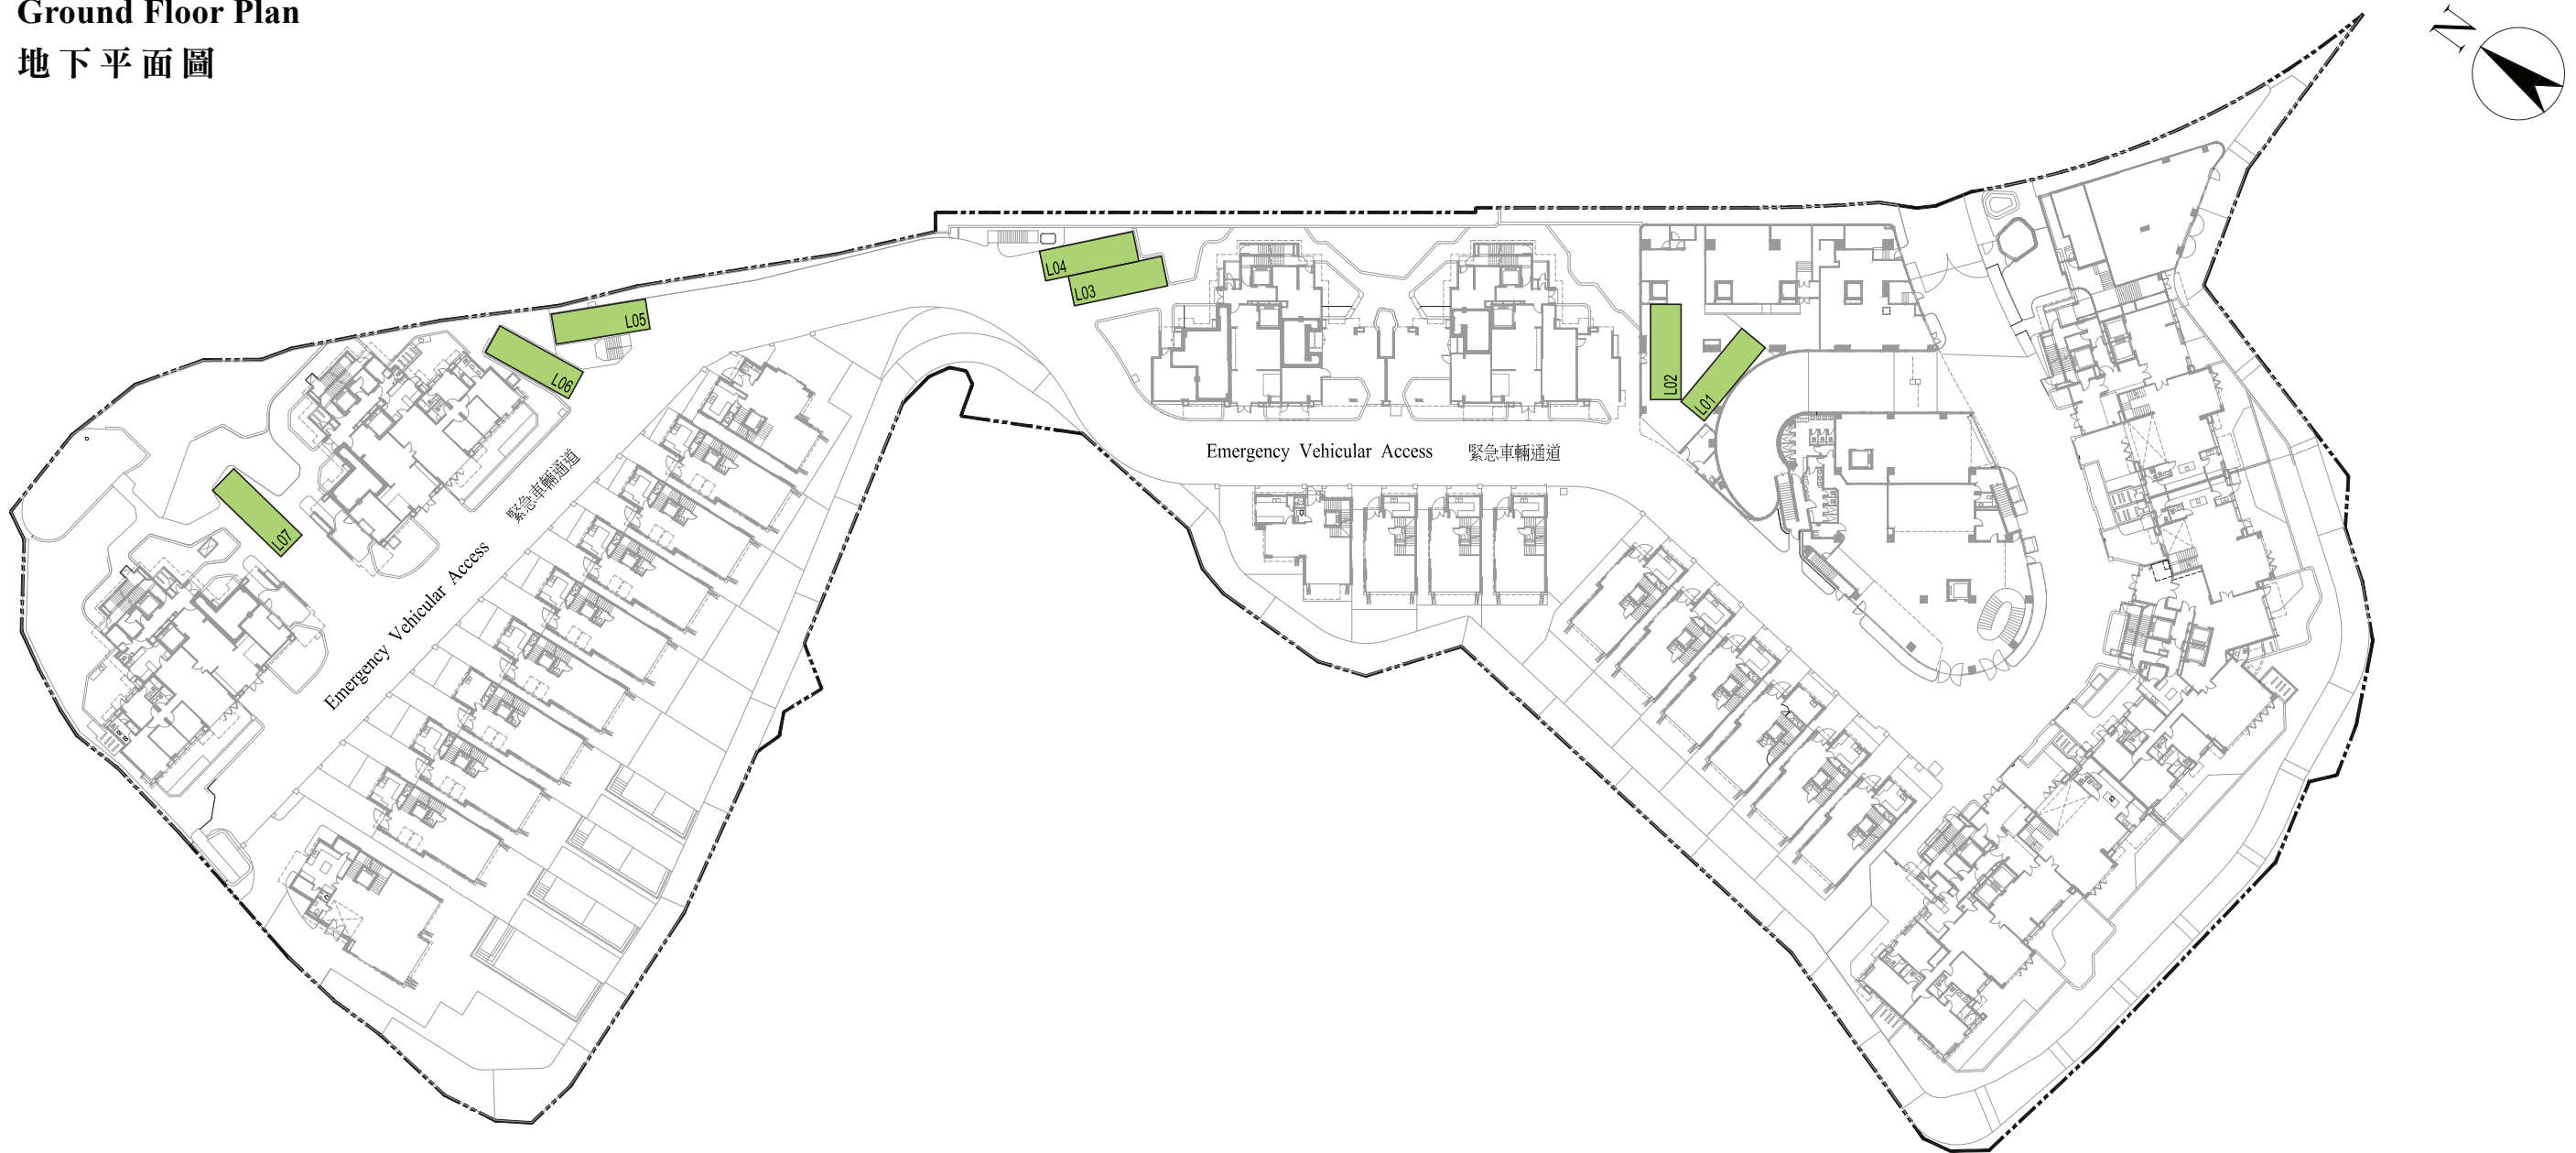 Ground Floor Plan
地下平面圖
N
L04
L03
L05
L06
L02
L01
L07
Emergency Vehicular Access 緊急車輛通道
Emergency Vehicular Access 緊急車輛通道